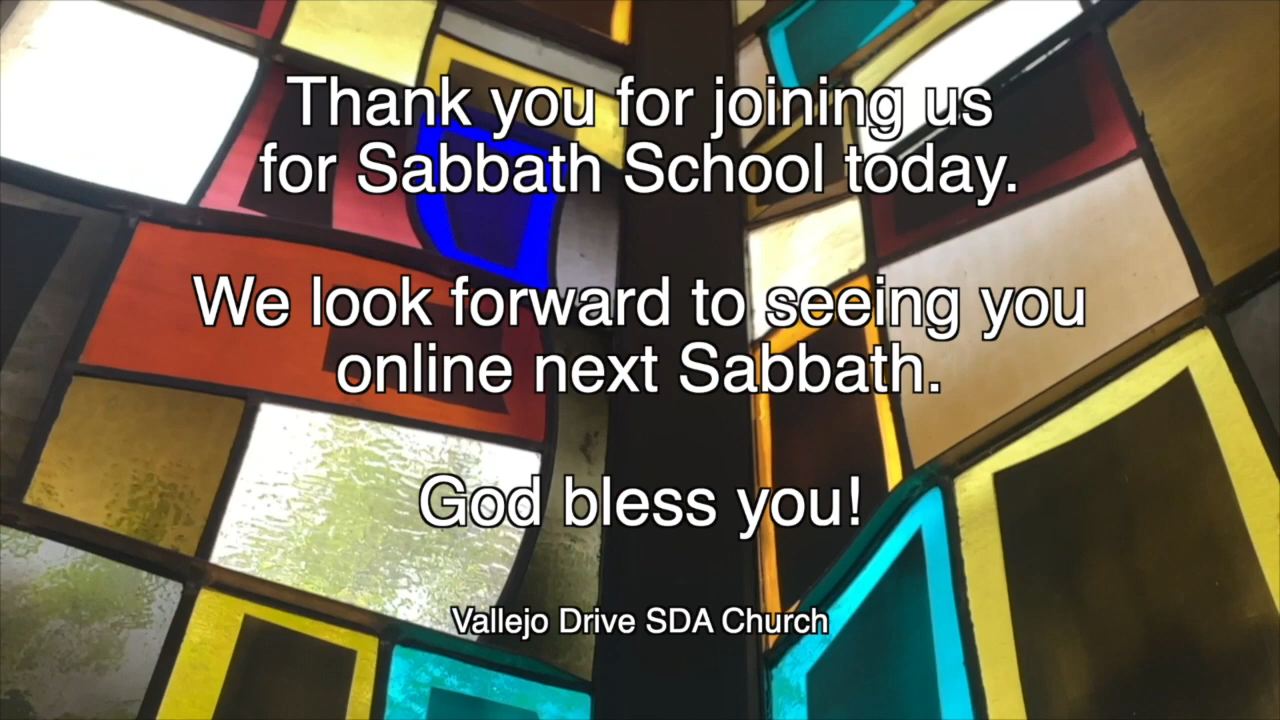 Thank you for joining us
for Sabbath School today.
We look forward to seeing you
online next Sabbath.
God bless you!
Vallejo Drive SDA Church